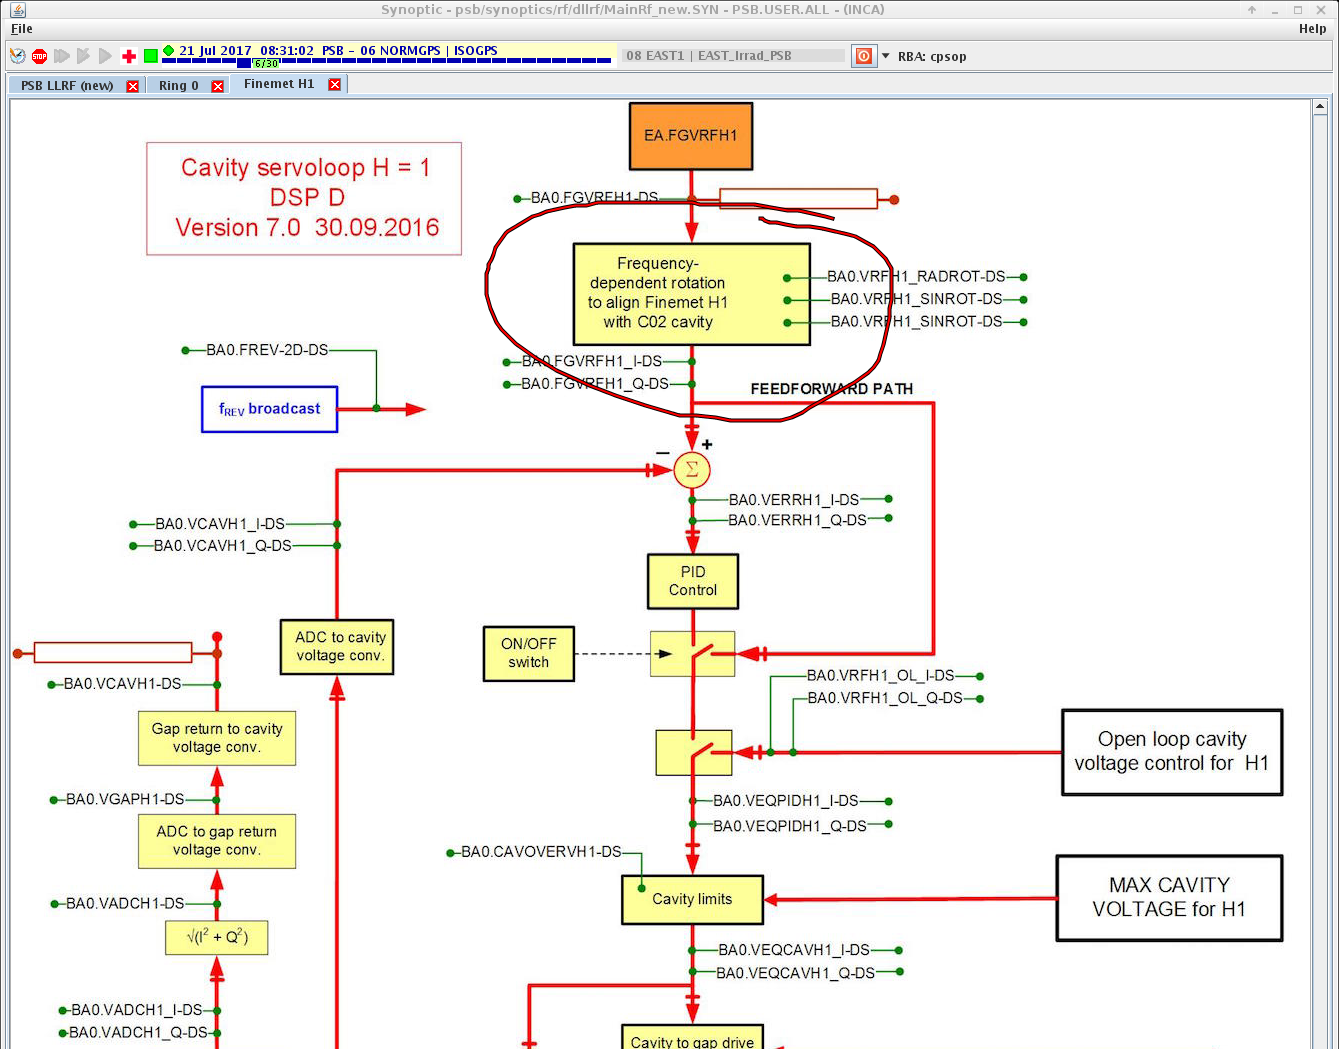 Synoptic - psb/synoptics/rf/dllrf/MainRf_new.SYN - PSB.USER.ALL - (INCA)
File Help
STOP 21 Jul 2017 08:31:02 PSB - 06 NORMGPS | ISOGPS 08 EAST1 | EAST_Irrad_PSB RBA: cpsop
6/30
PSB LLRF (new) Ring 0 Finemet H1
EA.FGVRFH1
Cavity servoloop H = 1
DSP D
Version 7.0 30.09.2016
BA0.FGVRFH1-DS
Frequency-
dependent rotation
to align Finemet H1
with C02 cavity
BA0.VRFH1_RADROT-DS
BA0.VRFH1_SINROT-DS
BA0.VRFH1_SINROT-DS
BA0.FREV-2D-DS
BA0.FGVRFH1_I-DS
BA0.FGVRFH1_Q-DS
FEEDFORWARD PATH
fREV broadcast
− +
Σ
BA0.VERRH1_I-DS
BA0.VERRH1_Q-DS
BA0.VCAVH1_I-DS
BA0.VCAVH1_Q-DS
PID
Control
ADC to cavity
voltage conv.
ON/OFF
switch
BA0.VCAVH1-DS
BA0.VRFH1_OL_I-DS
BA0.VRFH1_OL_Q-DS
Gap return to cavity
voltage conv.
Open loop cavity
voltage control for H1
BA0.VGAPH1-DS
BA0.VEQPIDH1_I-DS
BA0.VEQPIDH1_Q-DS
ADC to gap return
voltage conv.
BA0.CAVOVERVH1-DS
Cavity limits
MAX CAVITY
VOLTAGE for H1
BA0.VADCH1-DS
√(I² + Q²)
BA0.VEQCAVH1_I-DS
BA0.VEQCAVH1_Q-DS
BA0.VADCH1_I-DS
BA0.VADCH1_Q-DS
Cavity to gap drive